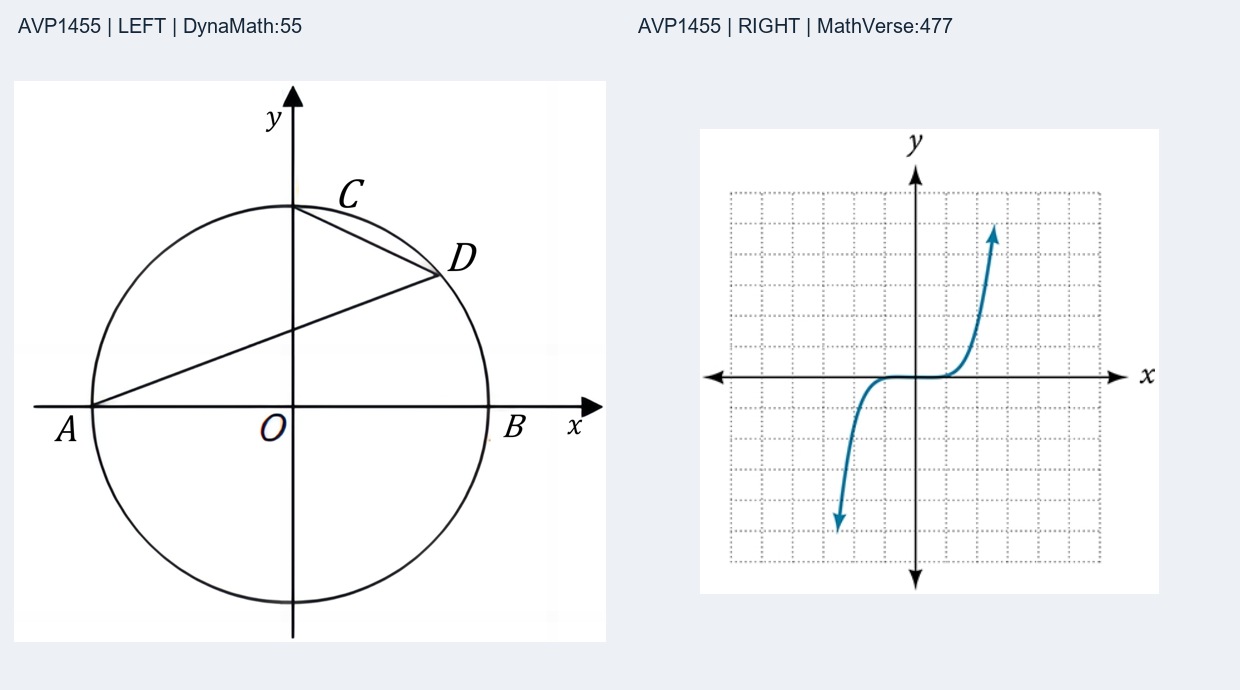 AVP1455 | LEFT | DynaMath:55
y
C
D
A
O
B
x
AVP1455 | RIGHT | MathVerse:477
y
x